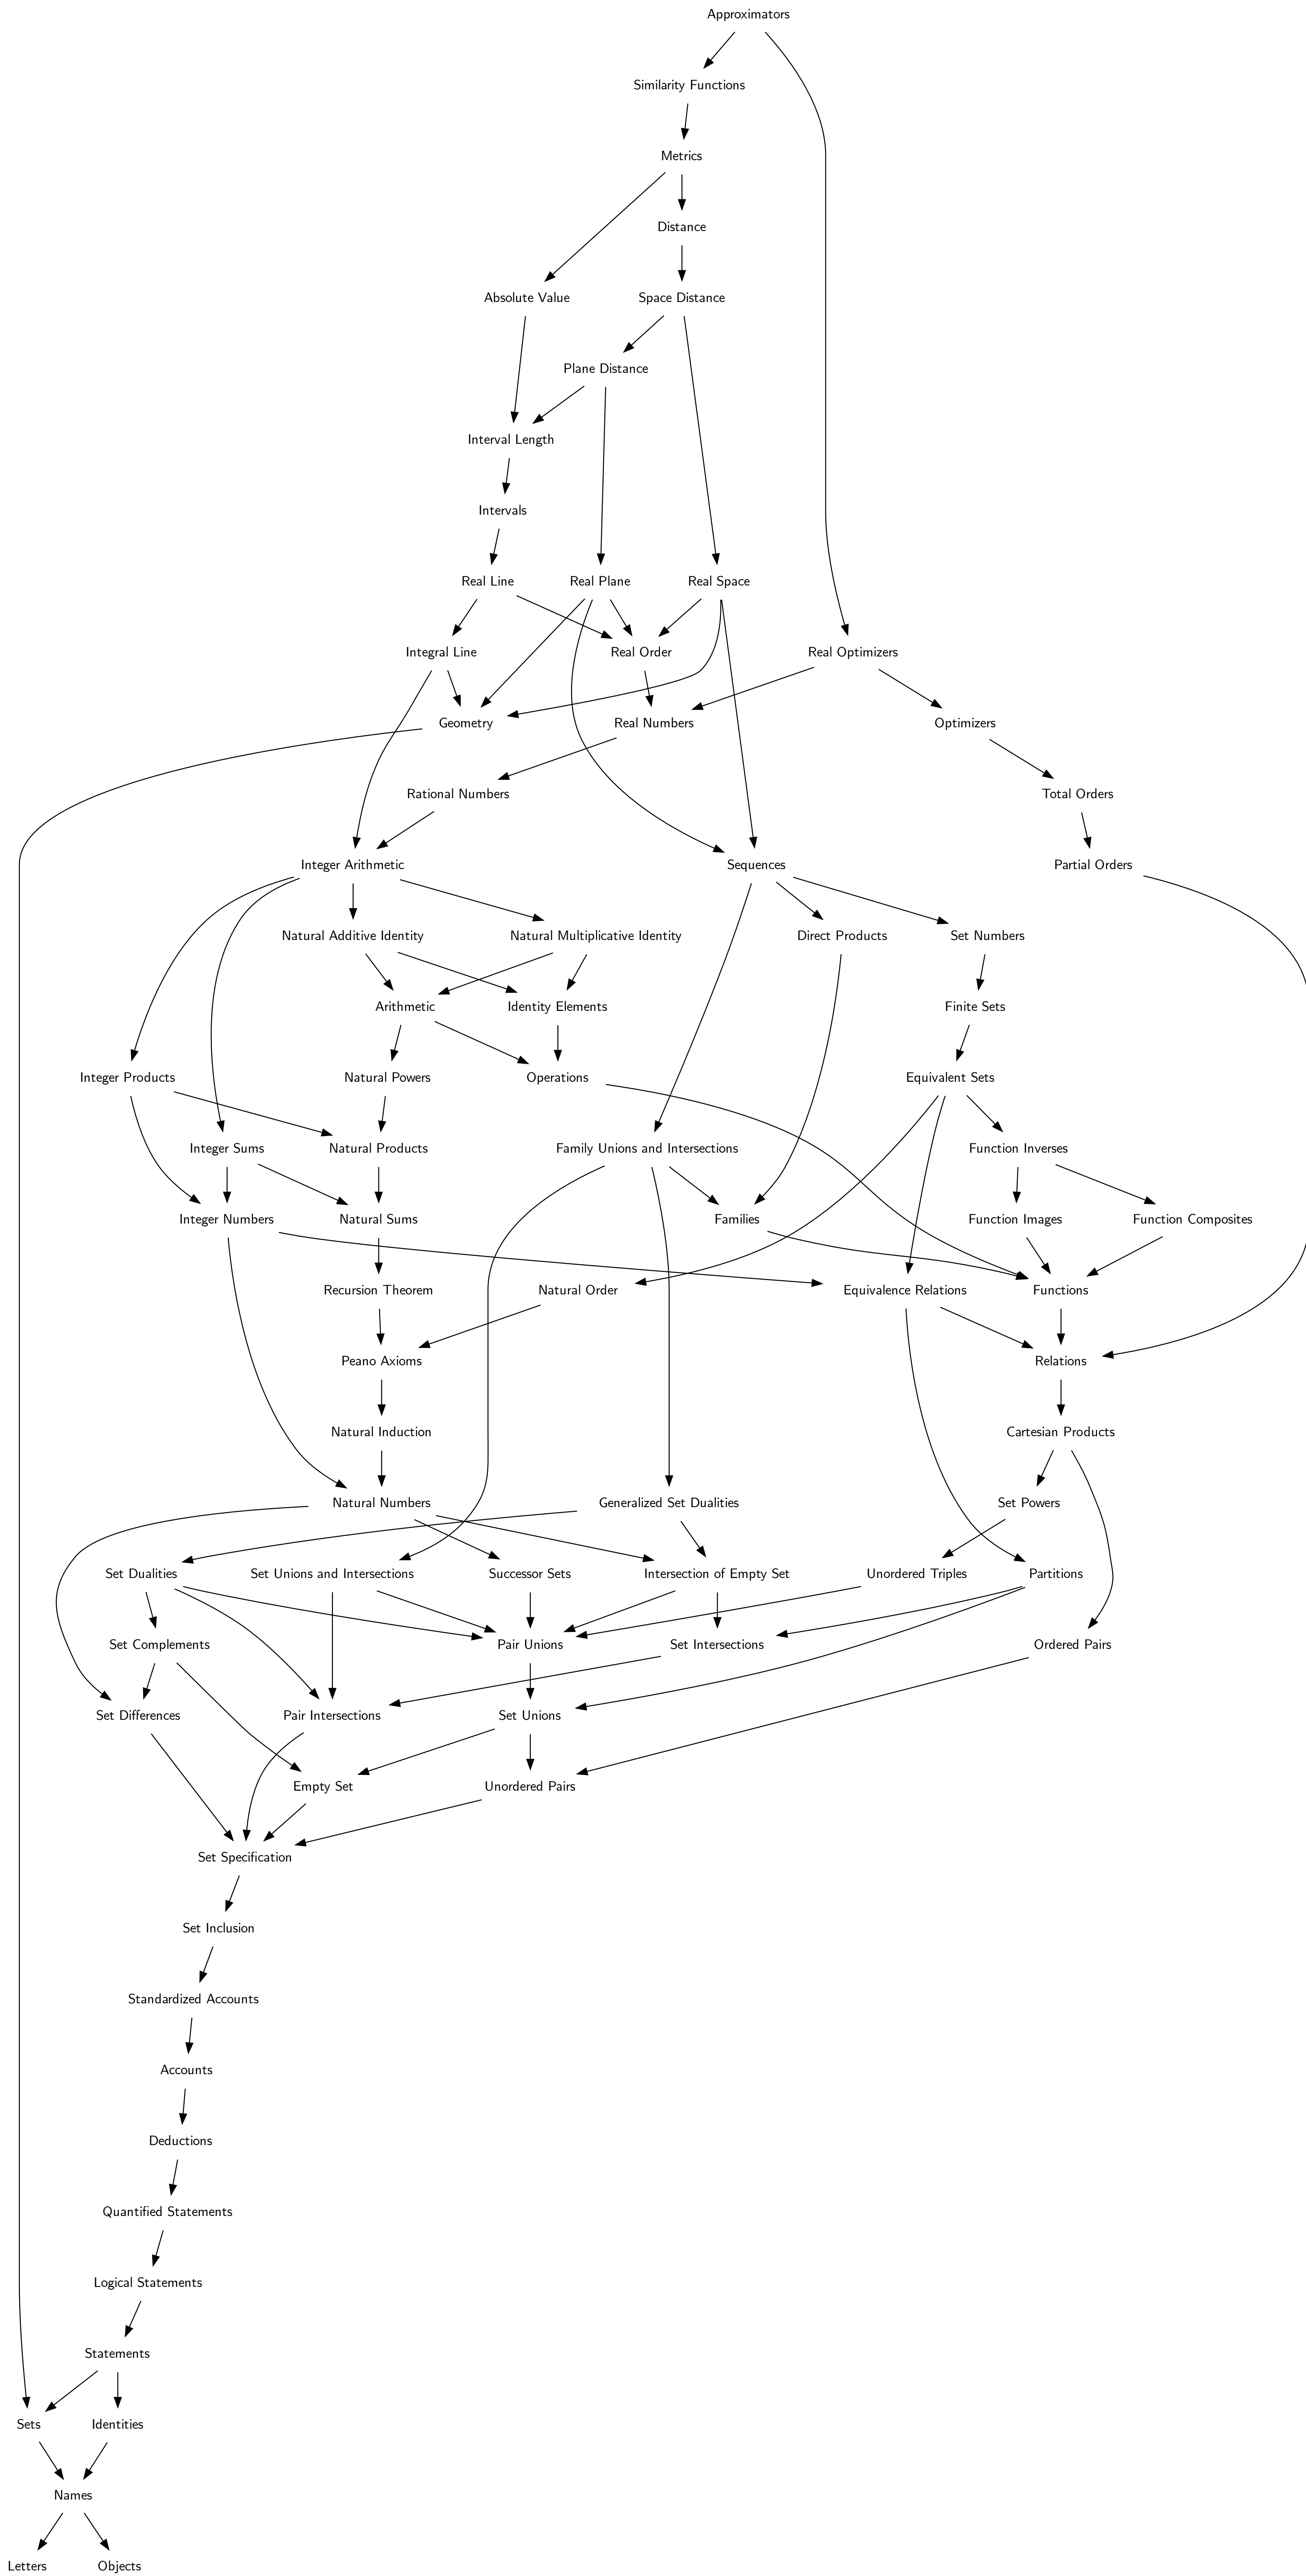 Approximators
Similarity Functions
Metrics
Distance
Absolute Value
Space Distance
Plane Distance
Interval Length
Intervals
Real Line
Real Plane
Real Space
Integral Line
Real Order
Real Optimizers
Geometry
Real Numbers
Optimizers
Rational Numbers
Total Orders
Integer Arithmetic
Sequences
Partial Orders
Natural Additive Identity
Natural Multiplicative Identity
Direct Products
Set Numbers
Arithmetic
Identity Elements
Finite Sets
Integer Products
Natural Powers
Operations
Equivalent Sets
Integer Sums
Natural Products
Family Unions and Intersections
Function Inverses
Integer Numbers
Natural Sums
Families
Function Images
Function Composites
Recursion Theorem
Natural Order
Equivalence Relations
Functions
Peano Axioms
Relations
Natural Induction
Cartesian Products
Natural Numbers
Generalized Set Dualities
Set Powers
Set Dualities
Set Unions and Intersections
Successor Sets
Intersection of Empty Set
Unordered Triples
Partitions
Set Complements
Pair Unions
Set Intersections
Ordered Pairs
Set Differences
Pair Intersections
Set Unions
Empty Set
Unordered Pairs
Set Specification
Set Inclusion
Standardized Accounts
Accounts
Deductions
Quantified Statements
Logical Statements
Statements
Sets
Identities
Names
Letters
Objects